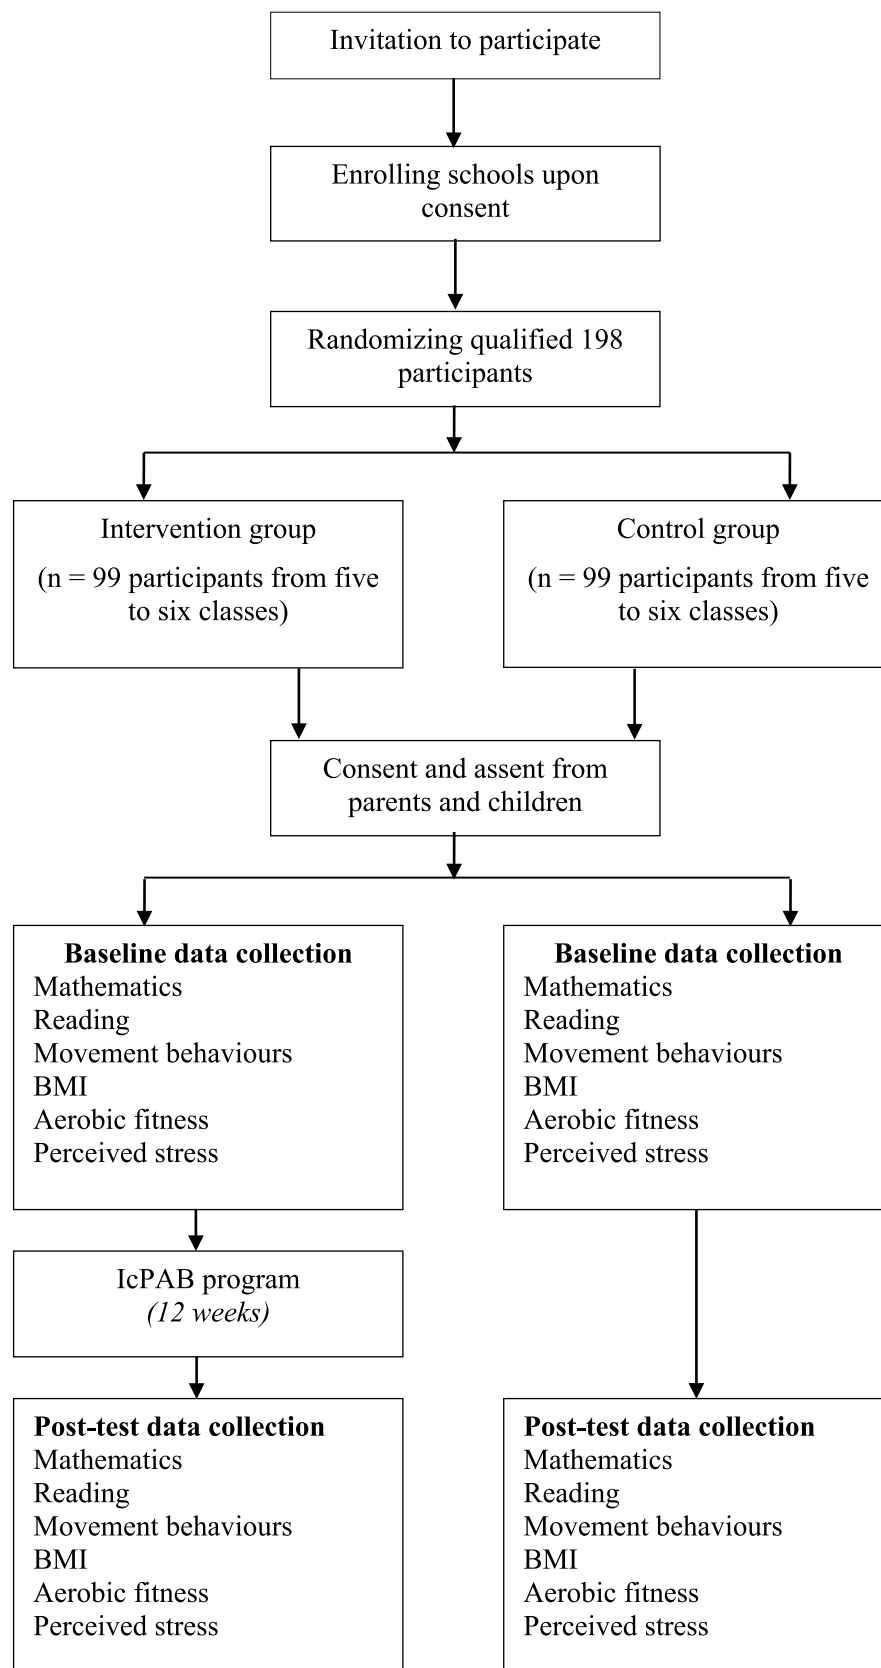 Invitation to participate
Enrolling schools upon
consent
Randomizing qualified 198
participants
Intervention group
(n = 99 participants from five
to six classes)
Control group
(n = 99 participants from five
to six classes)
Consent and assent from
parents and children
Baseline data collection
Mathematics
Reading
Movement behaviours
BMI
Aerobic fitness
Perceived stress
Baseline data collection
Mathematics
Reading
Movement behaviours
BMI
Aerobic fitness
Perceived stress
IcPAB program
(12 weeks)
Post-test data collection
Mathematics
Reading
Movement behaviours
BMI
Aerobic fitness
Perceived stress
Post-test data collection
Mathematics
Reading
Movement behaviours
BMI
Aerobic fitness
Perceived stress